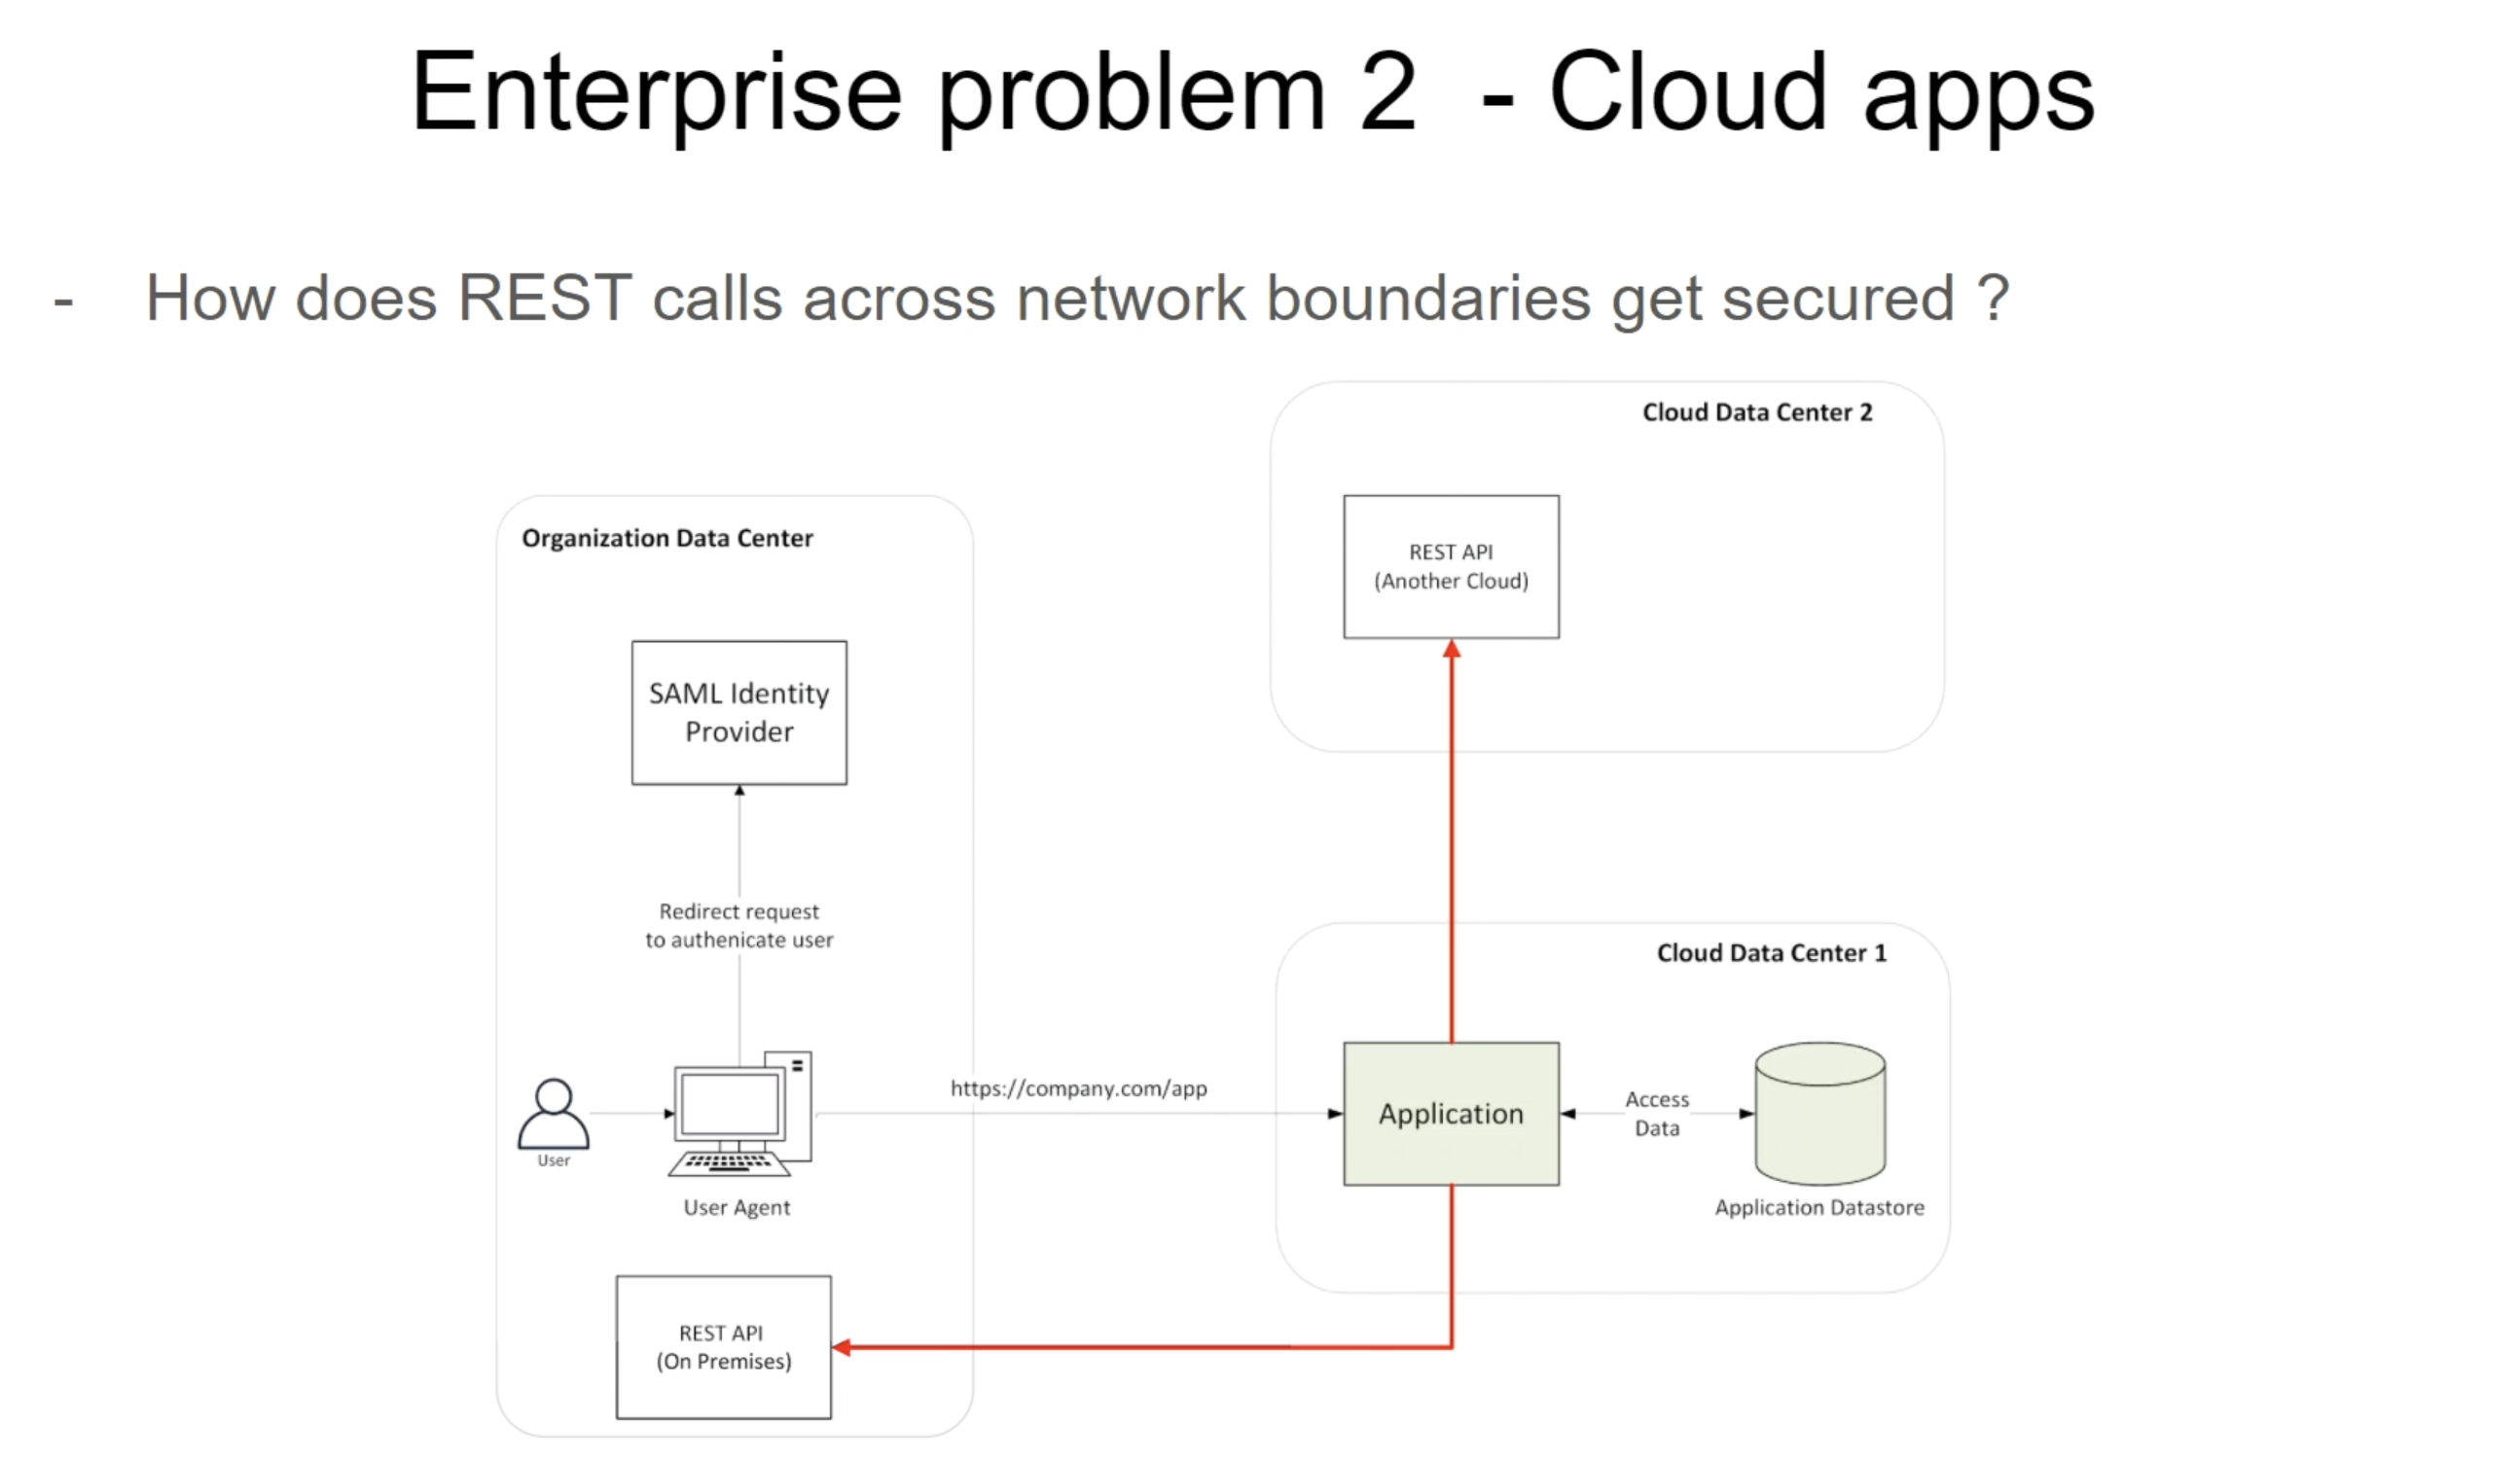 Enterprise problem 2  - Cloud apps
- How does REST calls across network boundaries get secured ?
Cloud Data Center 2
REST API
(Another Cloud)
Organization Data Center
SAML Identity
Provider
Redirect request
to authenicate user
User
User Agent
https://company.com/app
Cloud Data Center 1
Application
Access
Data
Application Datastore
REST API
(On Premises)